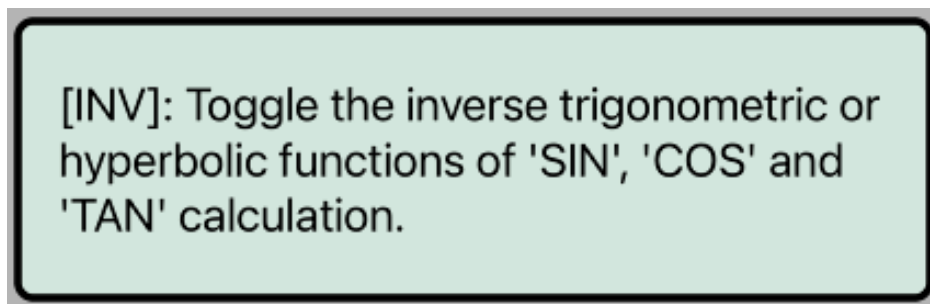 [INV]: Toggle the inverse trigonometric or
hyperbolic functions of 'SIN', 'COS' and
'TAN' calculation.